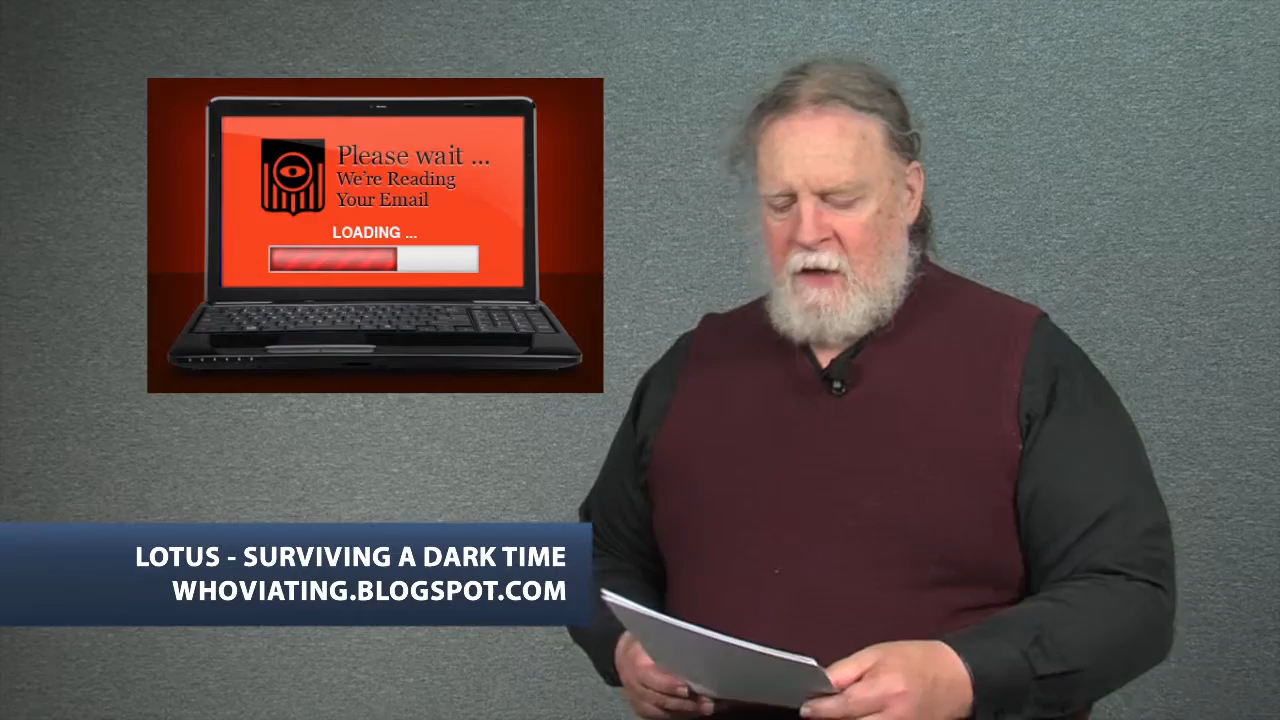 Please wait ...
We're Reading
Your Email
LOADING ...
LOTUS - SURVIVING A DARK TIME
WHOVIATING.BLOGSPOT.COM